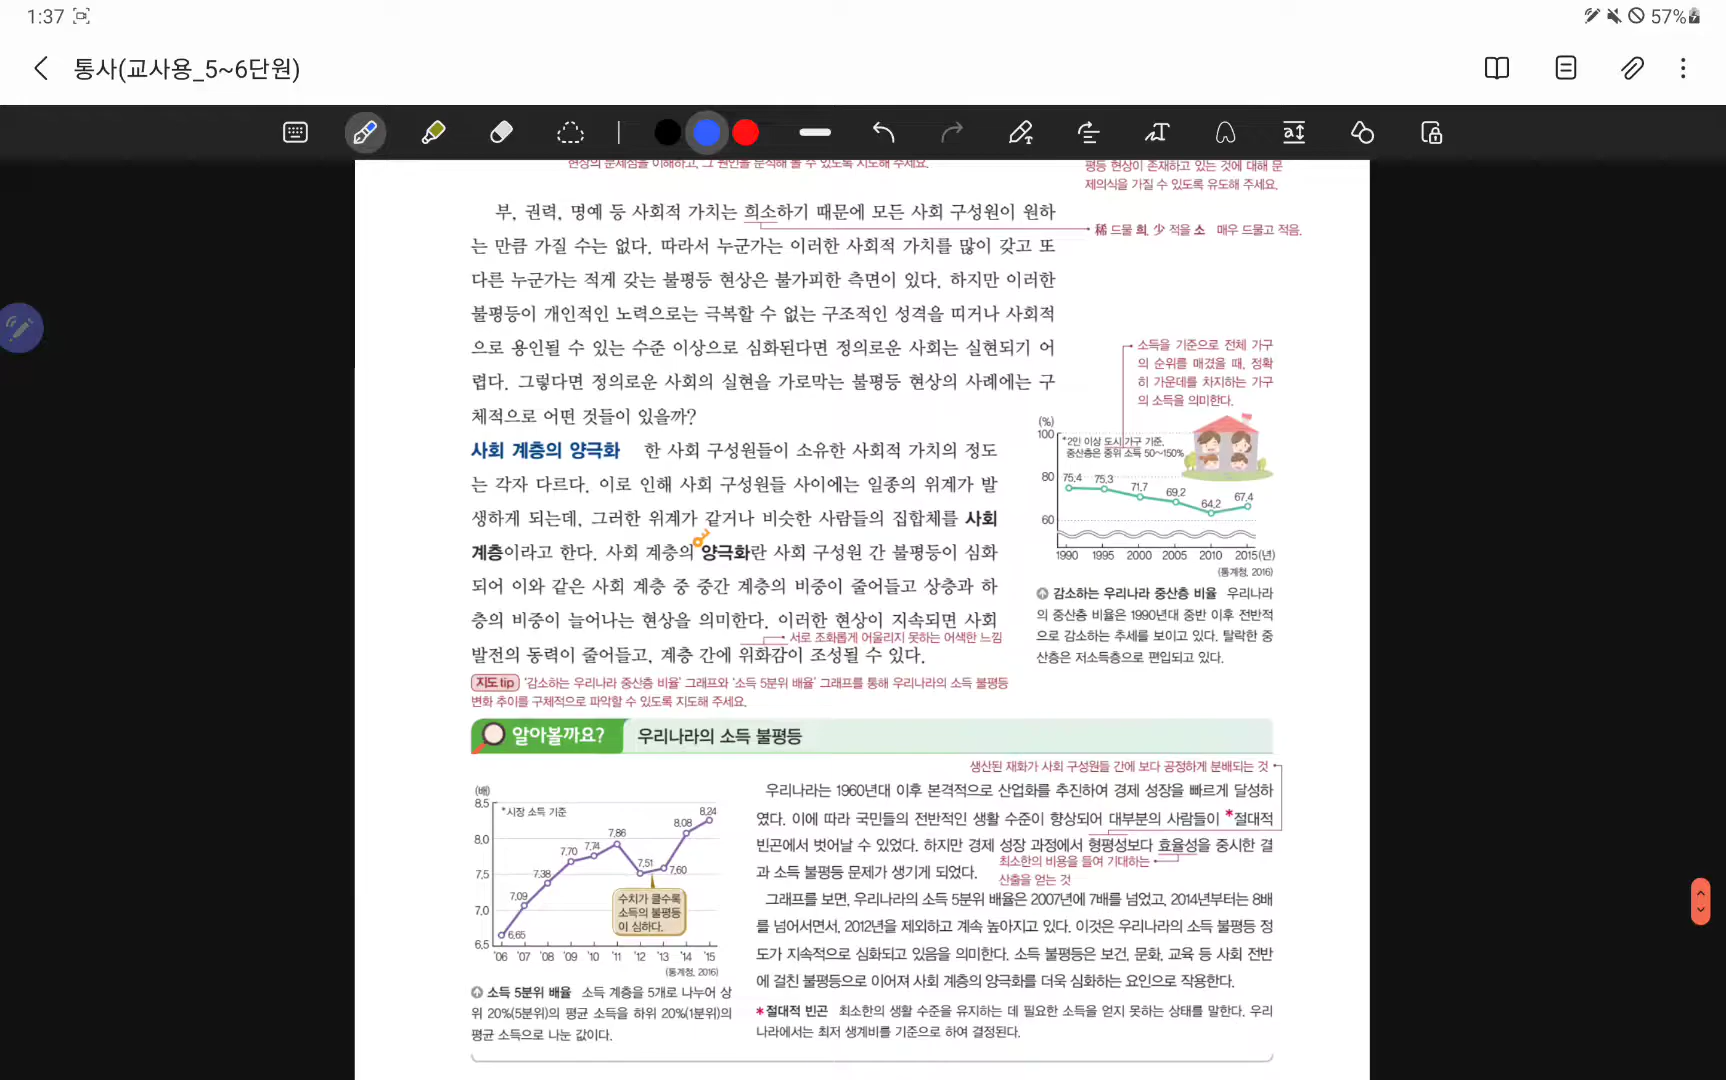 1:37
57%
통사(교사용_5~6단원)
현상의 문제점을 이해하고, 그 원인을 분석해 볼 수 있도록 지도해 주세요.
평등 현상이 존재하고 있는 것에 대해 문
제의식을 가질 수 있도록 유도해 주세요.
부, 권력, 명예 등 사회적 가치는 희소하기 때문에 모든 사회 구성원이 원하
는 만큼 가질 수는 없다. 따라서 누군가는 이러한 사회적 가치를 많이 갖고 또
다른 누군가는 적게 갖는 불평등 현상은 불가피한 측면이 있다. 하지만 이러한
불평등이 개인적인 노력으로는 극복할 수 없는 구조적인 성격을 띠거나 사회적
으로 용인될 수 있는 수준 이상으로 심화된다면 정의로운 사회는 실현되기 어
렵다. 그렇다면 정의로운 사회의 실현을 가로막는 불평등 현상의 사례에는 구
체적으로 어떤 것들이 있을까?
稀 드물 희, 少 적을 소 매우 드물고 적음.
사회 계층의 양극화 한 사회 구성원들이 소유한 사회적 가치의 정도
는 각자 다르다. 이로 인해 사회 구성원들 사이에는 일종의 위계가 발
생하게 되는데, 그러한 위계가 같거나 비슷한 사람들의 집합체를 사회
계층이라고 한다. 사회 계층의 양극화란 사회 구성원 간 불평등이 심화
되어 이와 같은 사회 계층 중 중간 계층의 비중이 줄어들고 상층과 하
층의 비중이 늘어나는 현상을 의미한다. 이러한 현상이 지속되면 사회
서로 조화롭게 어울리지 못하는 어색한 느낌
발전의 동력이 줄어들고, 계층 간에 위화감이 조성될 수 있다.
지도 tip '감소하는 우리나라 중산층 비율' 그래프와 '소득 5분위 배율' 그래프를 통해 우리나라의 소득 불평등
변화 추이를 구체적으로 파악할 수 있도록 지도해 주세요.
소득을 기준으로 전체 가구
의 순위를 매겼을 때, 정확
히 가운데를 차지하는 가구
의 소득을 의미한다.
(%)
100
*2인 이상 도시 가구 기준,
중산층은 중위 소득 50~150%
80
75.4 75.3 71.7 69.2 64.2 67.4
60
1990 1995 2000 2005 2010 2015(년)
(통계청, 2016)
감소하는 우리나라 중산층 비율 우리나라
의 중산층 비율은 1990년대 중반 이후 전반적
으로 감소하는 추세를 보이고 있다. 탈락한 중
산층은 저소득층으로 편입되고 있다.
알아볼까요? 우리나라의 소득 불평등
(배)
8.5
*시장 소득 기준
8.0
7.5
7.0
6.5
6.65 7.09 7.38 7.70 7.74 7.86 7.51 7.60 8.08 8.24
수치가 클수록
소득의 불평등
이 심하다.
'06 '07 '08 '09 '10 '11 '12 '13 '14 '15
(통계청, 2016)
소득 5분위 배율 소득 계층을 5개로 나누어 상
위 20%(5분위)의 평균 소득을 하위 20%(1분위)의
평균 소득으로 나눈 값이다.
생산된 재화가 사회 구성원들 간에 보다 공정하게 분배되는 것
우리나라는 1960년대 이후 본격적으로 산업화를 추진하여 경제 성장을 빠르게 달성하
였다. 이에 따라 국민들의 전반적인 생활 수준이 향상되어 대부분의 사람들이 *절대적
빈곤에서 벗어날 수 있었다. 하지만 경제 성장 과정에서 형평성보다 효율성을 중시한 결
과 소득 불평등 문제가 생기게 되었다.
최소한의 비용을 들여 기대하는
산출을 얻는 것
그래프를 보면, 우리나라의 소득 5분위 배율은 2007년에 7배를 넘었고, 2014년부터는 8배
를 넘어서면서, 2012년을 제외하고 계속 높아지고 있다. 이것은 우리나라의 소득 불평등 정
도가 지속적으로 심화되고 있음을 의미한다. 소득 불평등은 보건, 문화, 교육 등 사회 전반
에 걸친 불평등으로 이어져 사회 계층의 양극화를 더욱 심화하는 요인으로 작용한다.
*절대적 빈곤 최소한의 생활 수준을 유지하는 데 필요한 소득을 얻지 못하는 상태를 말한다. 우리
나라에서는 최저 생계비를 기준으로 하여 결정된다.